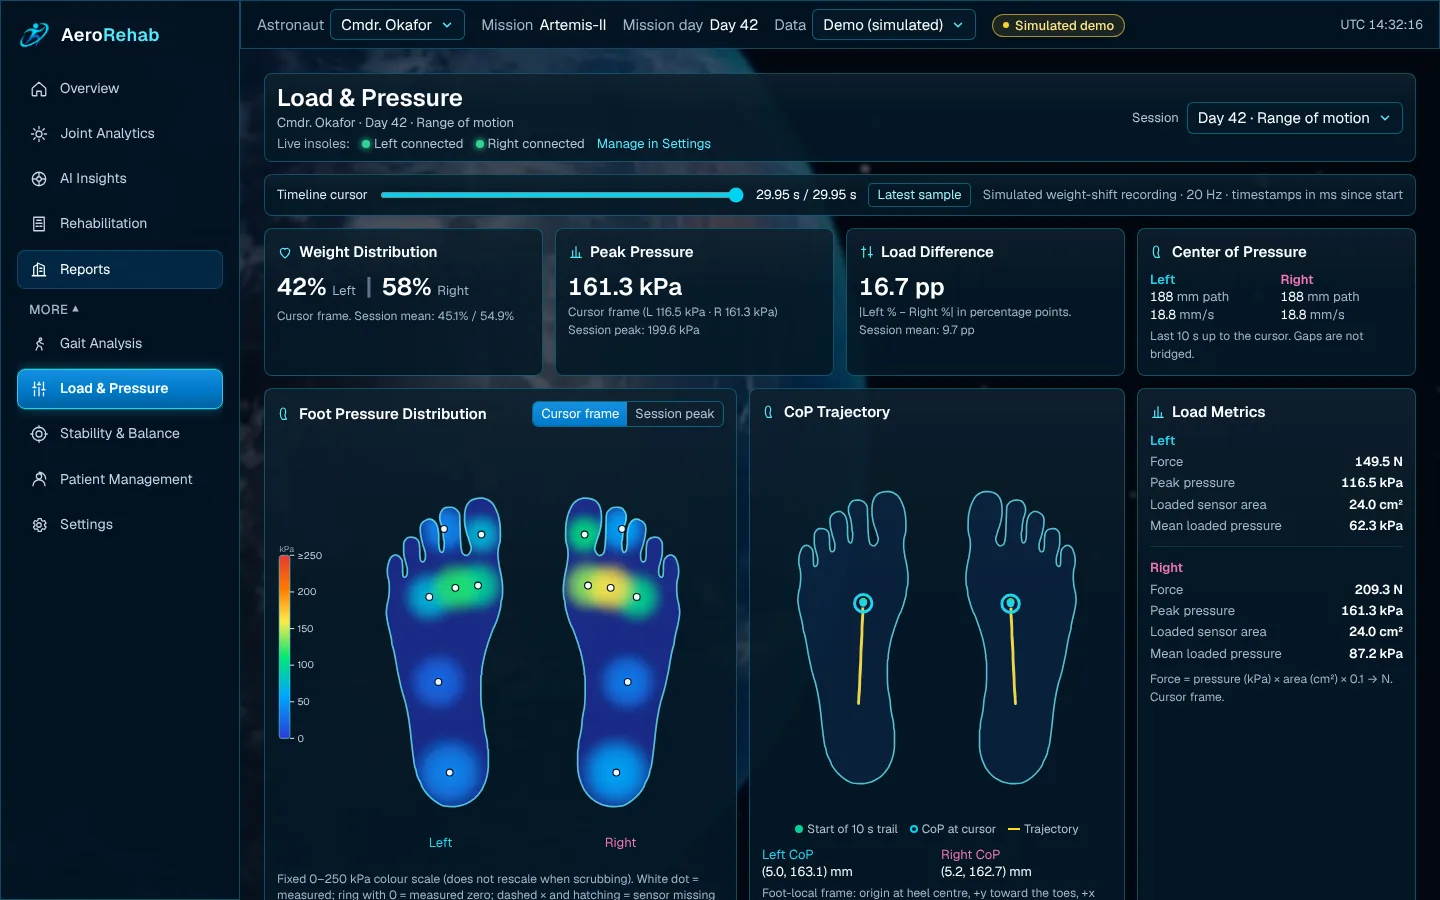 AeroRehab
Overview
Joint Analytics
AI Insights
Rehabilitation
Reports
MORE ▴
Gait Analysis
Load & Pressure
Stability & Balance
Patient Management
Settings
Astronaut Cmdr. Okafor Mission Artemis-II Mission day Day 42 Data Demo (simulated) Simulated demo UTC 14:32:16
Load & Pressure
Cmdr. Okafor · Day 42 · Range of motion
Live insoles: Left connected Right connected Manage in Settings
Session Day 42 · Range of motion
Timeline cursor 29.95 s / 29.95 s Latest sample Simulated weight-shift recording · 20 Hz · timestamps in ms since start
Weight Distribution
42% Left | 58% Right
Cursor frame. Session mean: 45.1% / 54.9%
Peak Pressure
161.3 kPa
Cursor frame (L 116.5 kPa · R 161.3 kPa)
Session peak: 199.6 kPa
Load Difference
16.7 pp
|Left % − Right %| in percentage points.
Session mean: 9.7 pp
Center of Pressure
Left Right
188 mm path 188 mm path
18.8 mm/s 18.8 mm/s
Last 10 s up to the cursor. Gaps are not
bridged.
Foot Pressure Distribution Cursor frame Session peak
kPa
≥250
200
150
100
50
0
Left Right
Fixed 0–250 kPa colour scale (does not rescale when scrubbing). White dot =
measured; ring with 0 = measured zero; dashed × and hatching = sensor missing
CoP Trajectory
Start of 10 s trail CoP at cursor Trajectory
Left CoP Right CoP
(5.0, 163.1) mm (5.2, 162.7) mm
Foot-local frame: origin at heel centre, +y toward the toes, +x
Load Metrics
Left
Force 149.5 N
Peak pressure 116.5 kPa
Loaded sensor area 24.0 cm²
Mean loaded pressure 62.3 kPa
Right
Force 209.3 N
Peak pressure 161.3 kPa
Loaded sensor area 24.0 cm²
Mean loaded pressure 87.2 kPa
Force = pressure (kPa) × area (cm²) × 0.1 → N.
Cursor frame.